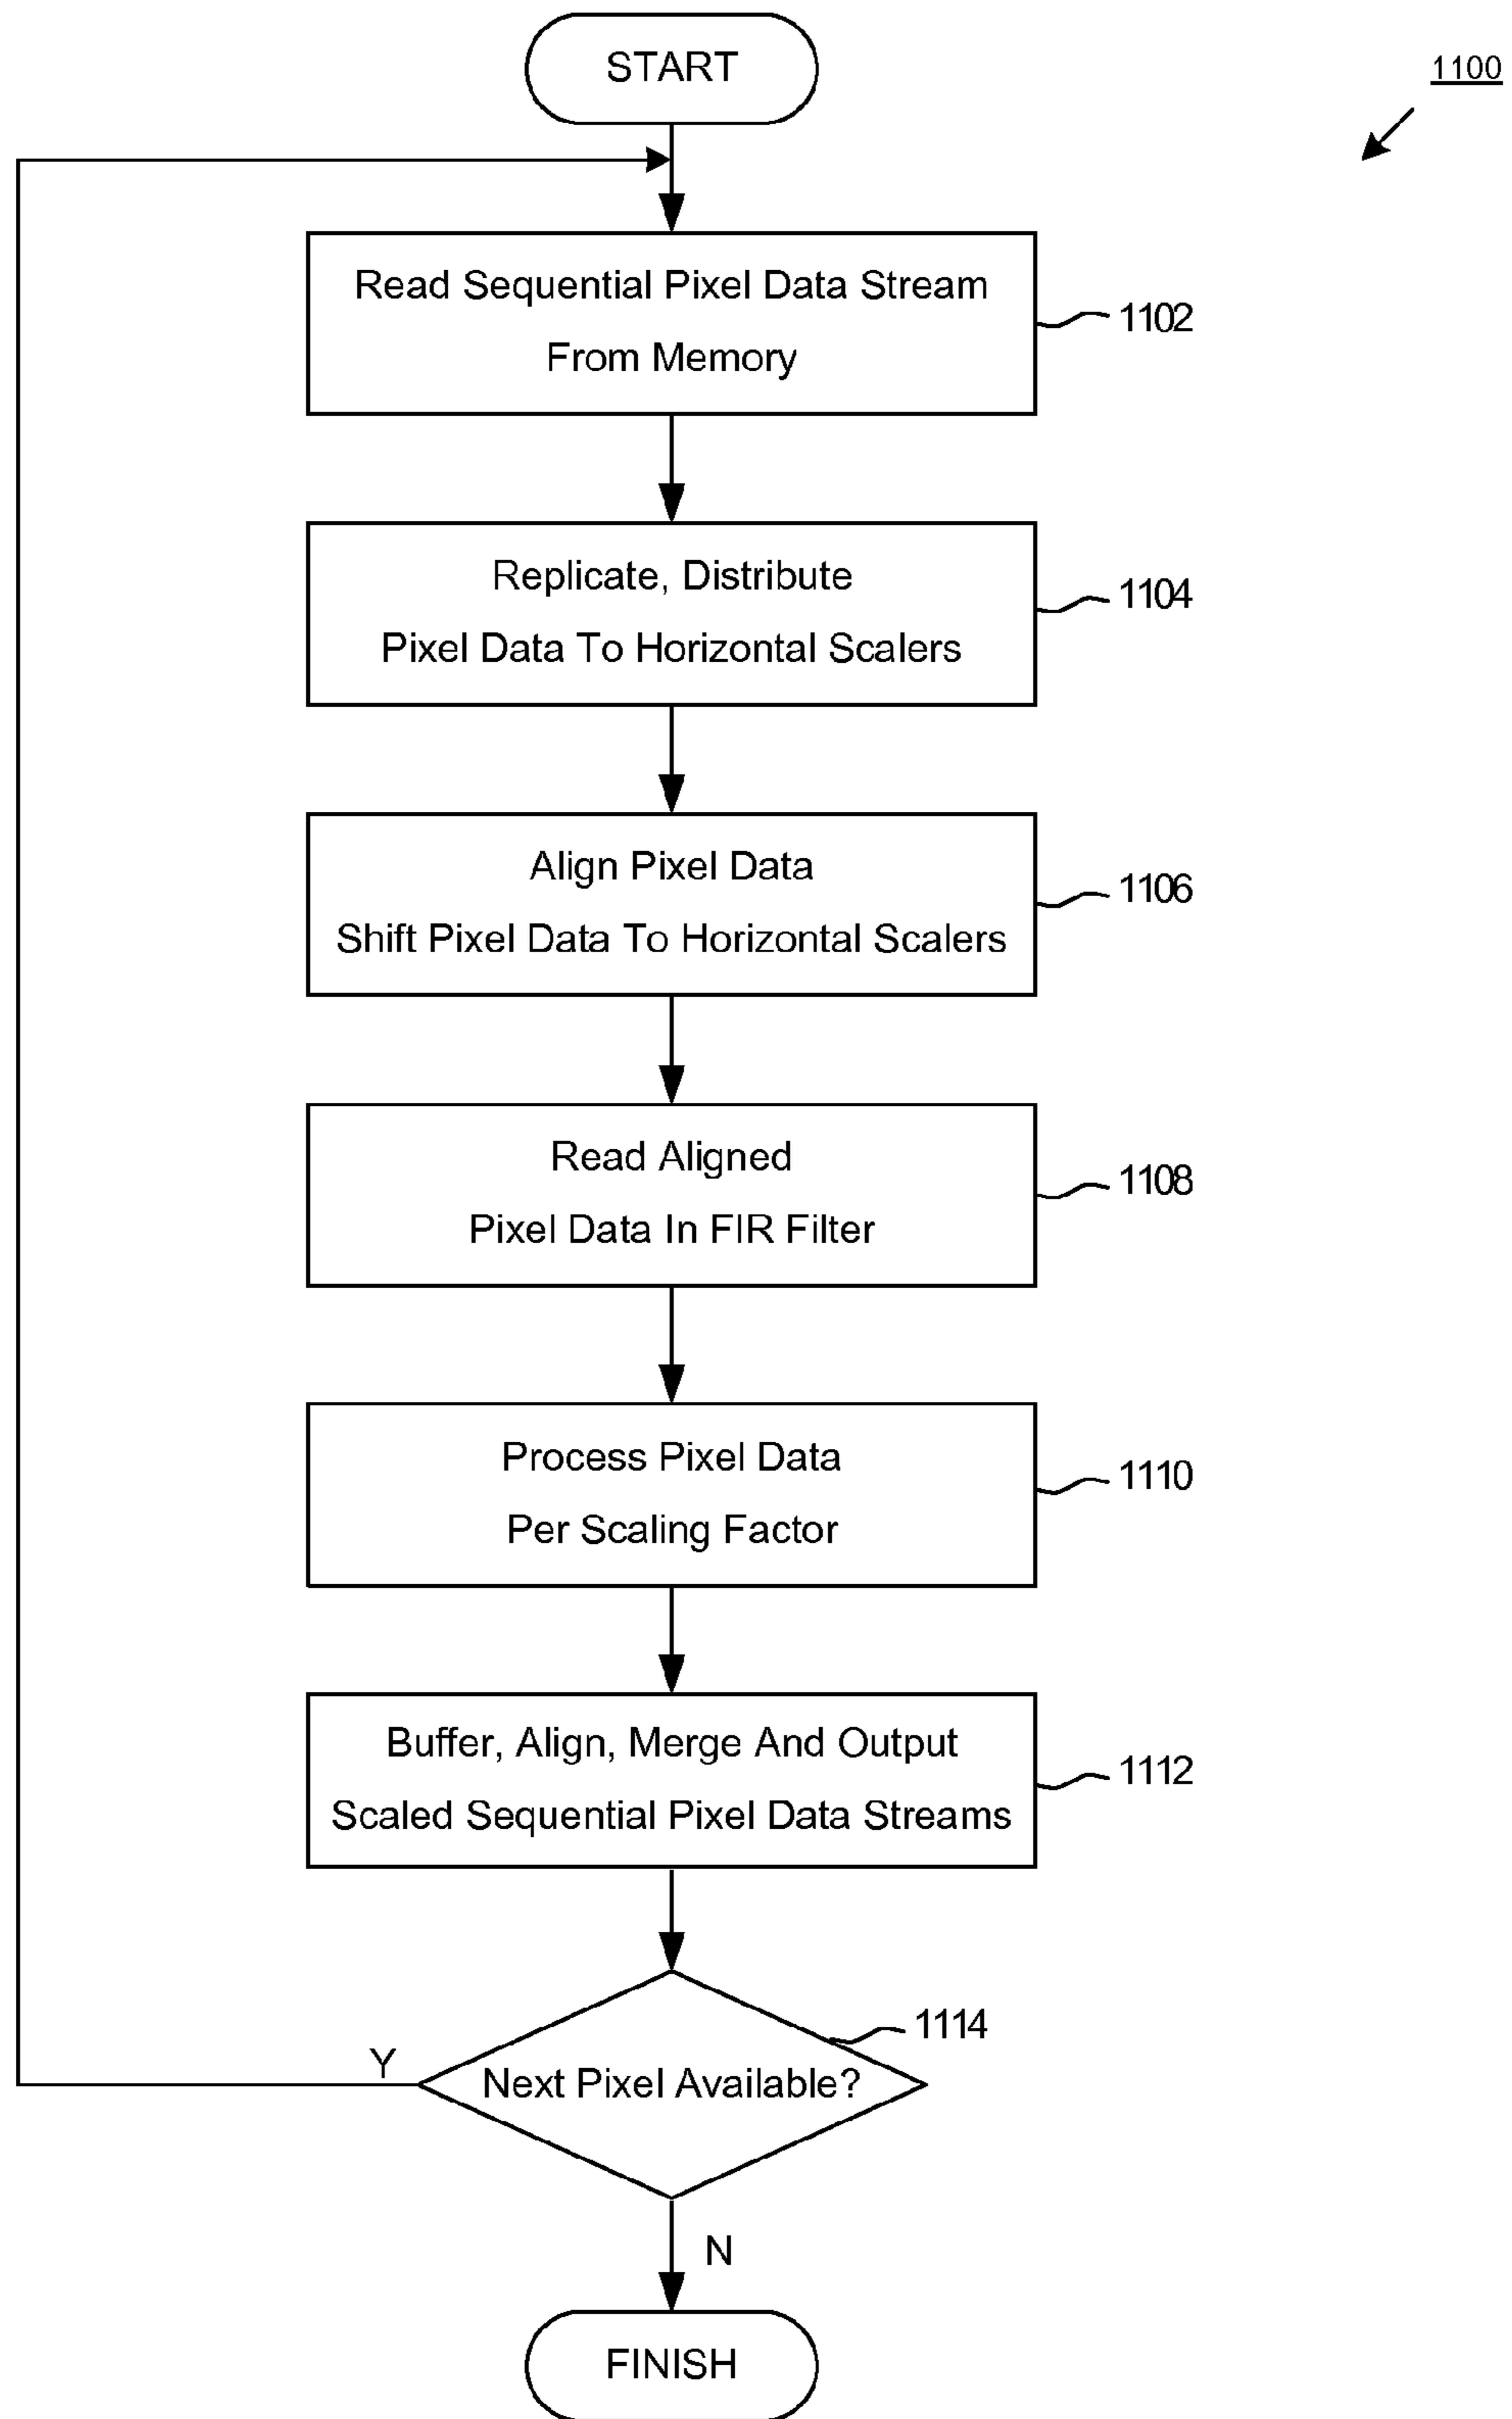 START
1100
Read Sequential Pixel Data Stream
From Memory
1102
Replicate, Distribute
Pixel Data To Horizontal Scalers
1104
Align Pixel Data
Shift Pixel Data To Horizontal Scalers
1106
Read Aligned
Pixel Data In FIR Filter
1108
Process Pixel Data
Per Scaling Factor
1110
Buffer, Align, Merge And Output
Scaled Sequential Pixel Data Streams
1112
1114
Y
Next Pixel Available?
N
FINISH